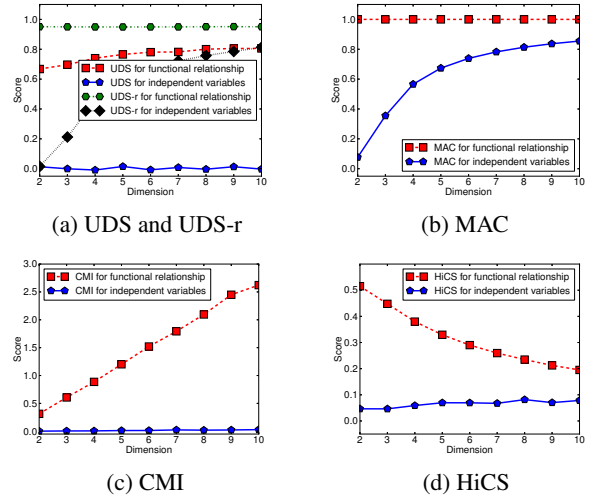 1.0
0.8
0.6
0.4
0.2
0.0
Score
UDS for functional relationship
UDS for independent variables
UDS-r for functional relationship
UDS-r for independent variables
2 3 4 5 6 7 8 9 10
Dimension
(a) UDS and UDS-r
1.0
0.8
0.6
0.4
0.2
0.0
Score
MAC for functional relationship
MAC for independent variables
2 3 4 5 6 7 8 9 10
Dimension
(b) MAC
3.0
2.5
2.0
1.5
1.0
0.5
0.0
Score
CMI for functional relationship
CMI for independent variables
2 3 4 5 6 7 8 9 10
Dimension
(c) CMI
0.5
0.4
0.3
0.2
0.1
0.0
Score
HiCS for functional relationship
HiCS for independent variables
2 3 4 5 6 7 8 9 10
Dimension
(d) HiCS